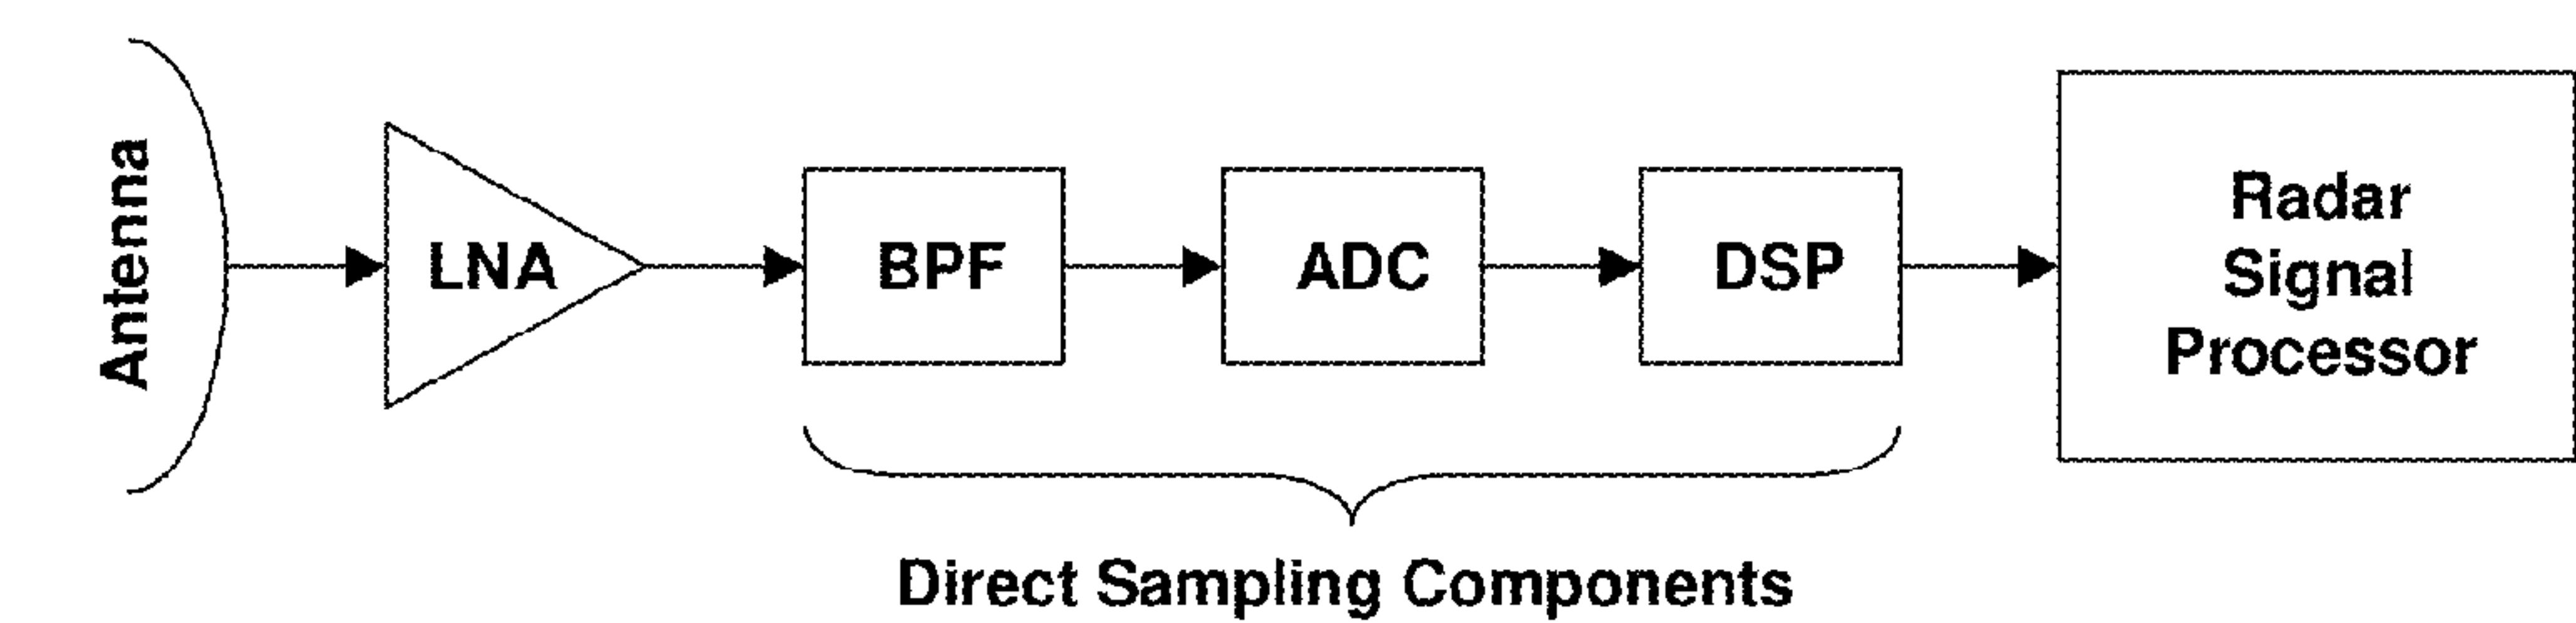 Antenna
LNA
BPF
ADC
DSP
Radar
Signal
Processor
Direct Sampling Components